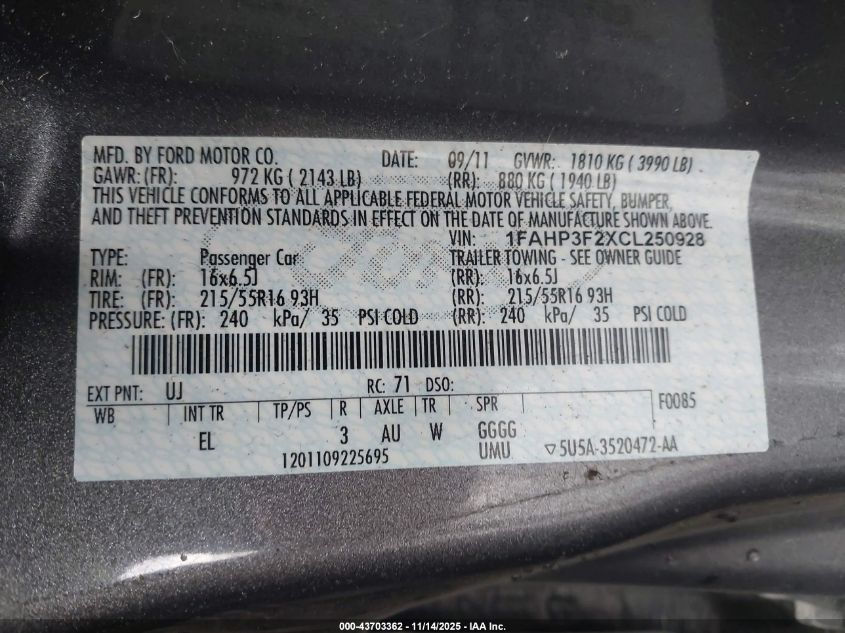 MFD. BY FORD MOTOR CO. DATE: 09/11 GVWR: 1810 KG ( 3990 LB)
GAWR: (FR): 972 KG ( 2143 LB) (RR): 880 KG ( 1940 LB)
THIS VEHICLE CONFORMS TO ALL APPLICABLE FEDERAL MOTOR VEHICLE SAFETY, BUMPER,
AND THEFT PREVENTION STANDARDS IN EFFECT ON THE DATE OF MANUFACTURE SHOWN ABOVE.
VIN: 1FAHP3F2XCL250928
TYPE: Passenger Car TRAILER TOWING - SEE OWNER GUIDE
RIM: (FR): 16x6.5J (RR): 16x6.5J
TIRE: (FR): 215/55R16 93H (RR): 215/55R16 93H
PRESSURE: (FR): 240 kPa/ 35 PSI COLD (RR): 240 kPa/ 35 PSI COLD
EXT PNT: UJ RC: 71 DSO:
WB INT TR TP/PS R AXLE TR SPR F0085
EL 3 AU W GGGG
1201109225695 UMU ▽5U5A-3520472-AA
000-43703362 - 11/14/2025 - IAA Inc.